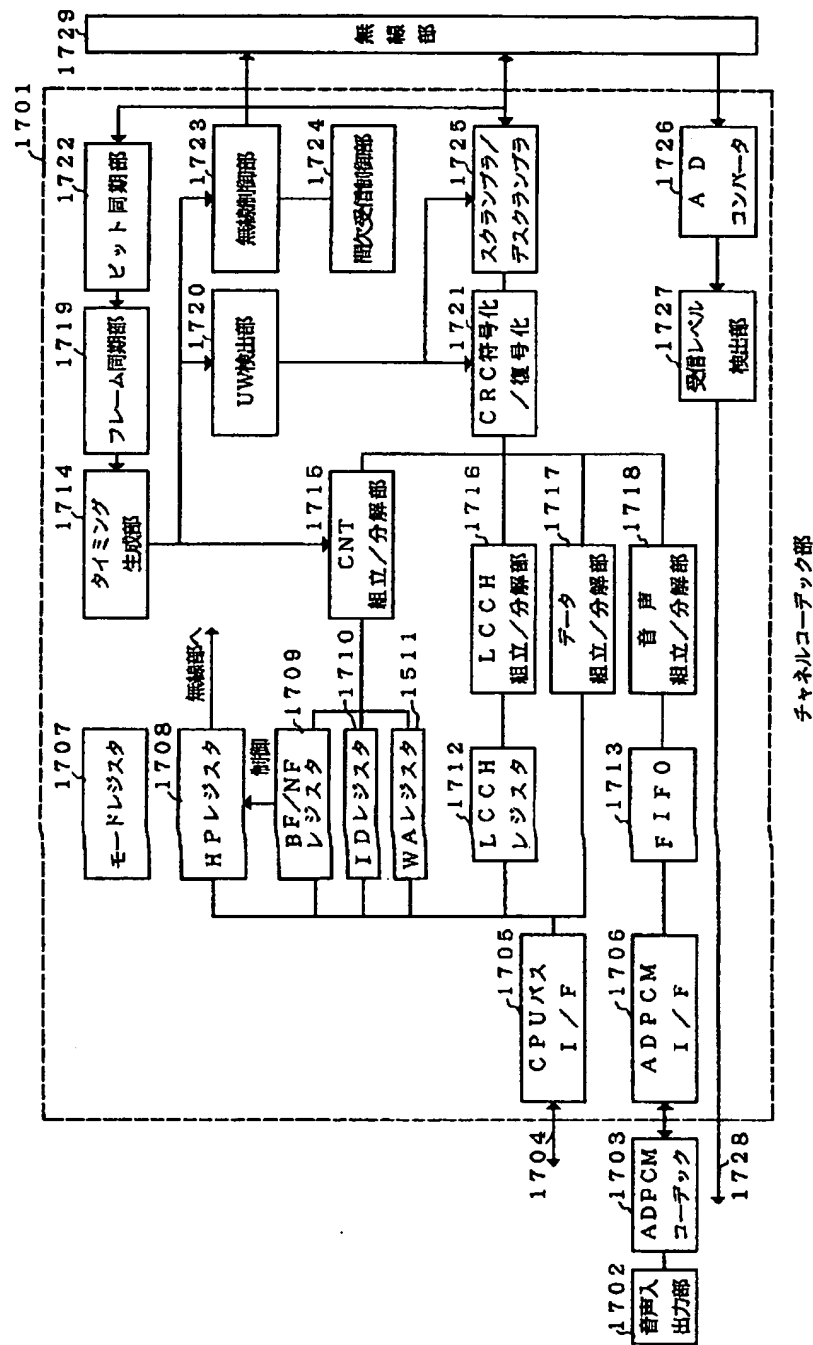 1701
1729
無線部
1722
ビット同期部
1719
フレーム同期部
1714
タイミング
生成部
1723
無線制御部
1724
間欠受信制御部
1720
UW検出部
1725
スクランブラ/
デスクランブラ
1721
CRC符号化
/復号化
1726
AD
コンバータ
1727
受信レベル
検出部
1707
モードレジスタ
1708
HPレジスタ
無線部へ
制御
1709
BF/NF
レジスタ
1710
IDレジスタ
1511
WAレジスタ
1715
CNT
組立/分解部
1712
LCCH
レジスタ
1716
LCCH
組立/分解部
1717
データ
組立/分解部
1718
音声
組立/分解部
1713
FIFO
1705
CPUバス
I/F
1706
ADPCM
I/F
1704
1703
ADPCM
コーデック
1702
音声入
出力部
1728
チャネルコーデック部